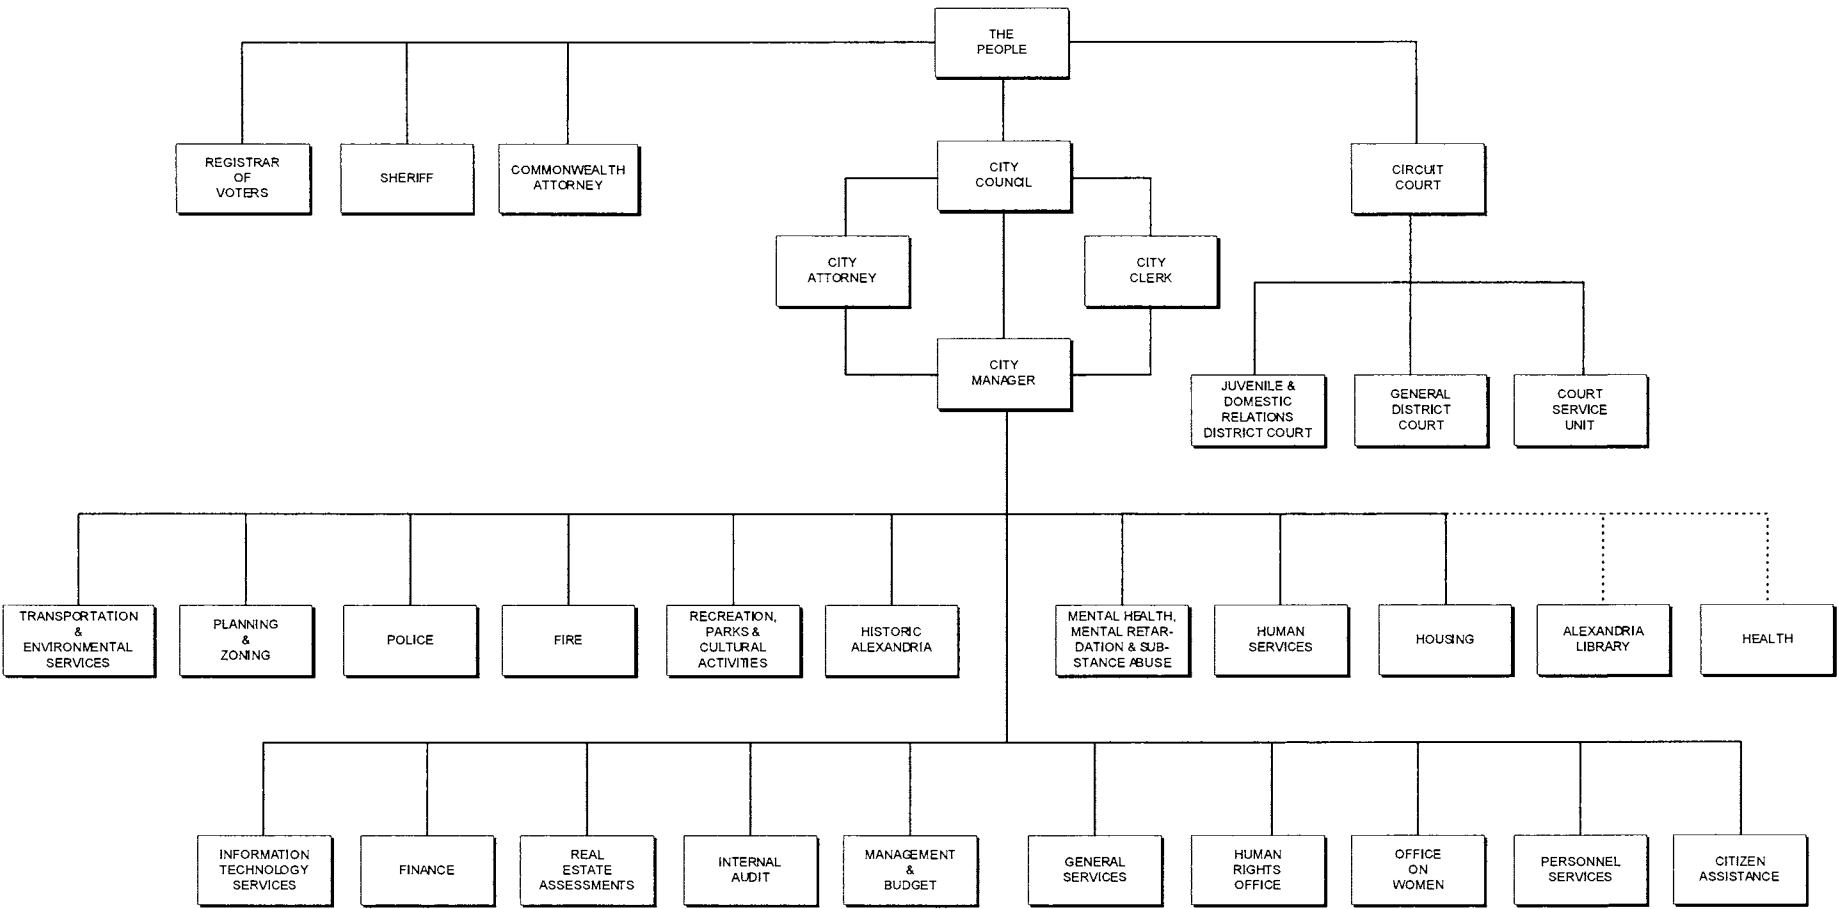 THE
PEOPLE
REGISTRAR
OF
VOTERS
SHERIFF
COMMONWEALTH
ATTORNEY
CITY
COUNCIL
CIRCUIT
COURT
CITY
ATTORNEY
CITY
CLERK
CITY
MANAGER
JUVENILE &
DOMESTIC
RELATIONS
DISTRICT COURT
GENERAL
DISTRICT
COURT
COURT
SERVICE
UNIT
TRANSPORTATION
&
ENVIRONMENTAL
SERVICES
PLANNING
&
ZONING
POLICE
FIRE
RECREATION,
PARKS &
CULTURAL
ACTIVITIES
HISTORIC
ALEXANDRIA
MENTAL HEALTH,
MENTAL RETAR-
DATION & SUB-
STANCE ABUSE
HUMAN
SERVICES
HOUSING
ALEXANDRIA
LIBRARY
HEALTH
INFORMATION
TECHNOLOGY
SERVICES
FINANCE
REAL
ESTATE
ASSESSMENTS
INTERNAL
AUDIT
MANAGEMENT
&
BUDGET
GENERAL
SERVICES
HUMAN
RIGHTS
OFFICE
OFFICE
ON
WOMEN
PERSONNEL
SERVICES
CITIZEN
ASSISTANCE